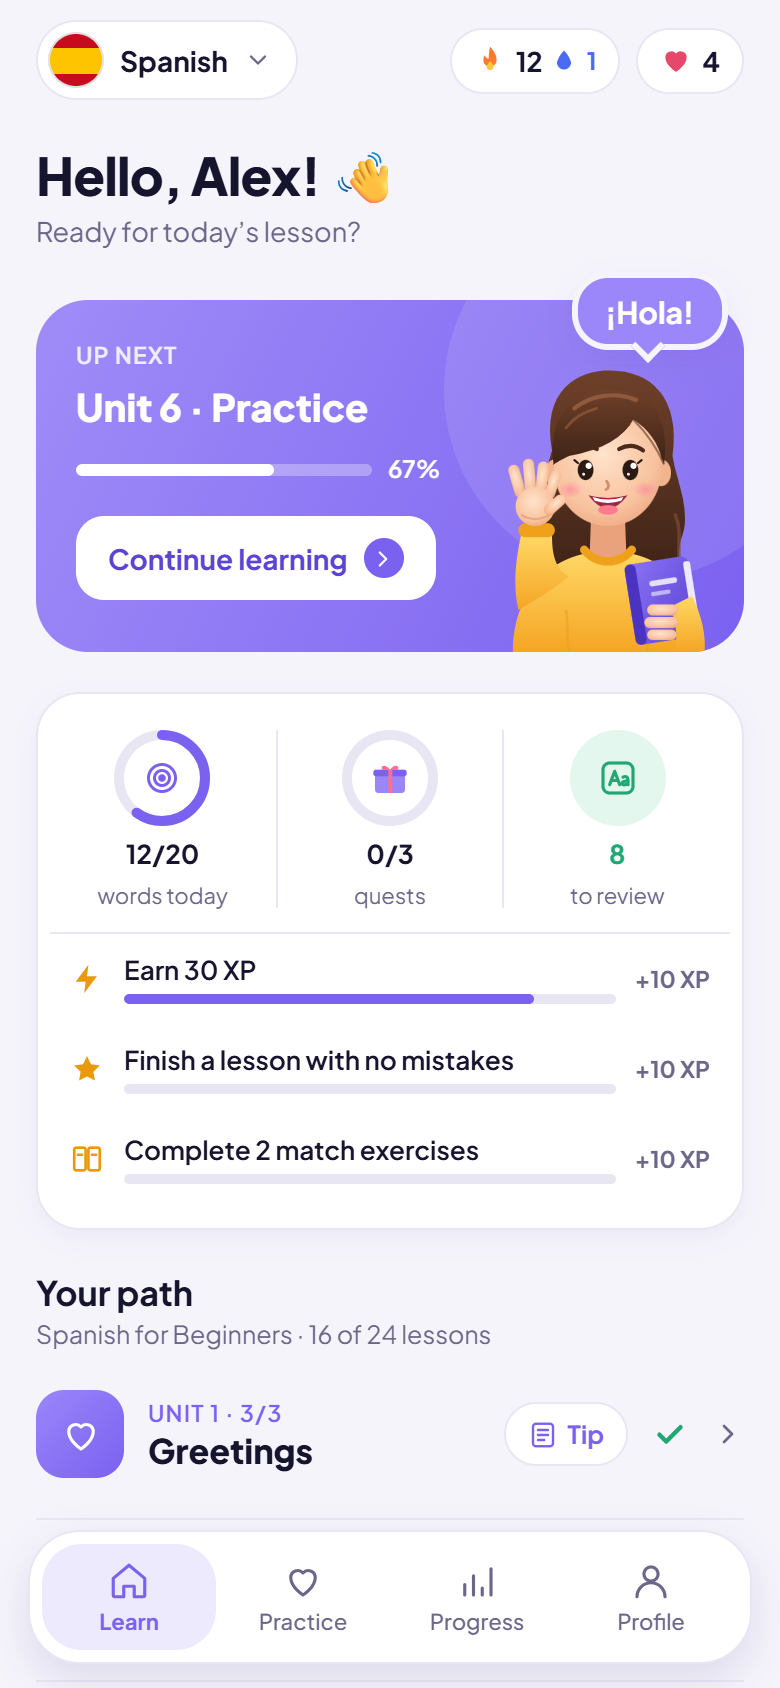 Spanish
12 1
4
Hello, Alex!
Ready for today’s lesson?
¡Hola!
UP NEXT
Unit 6 · Practice
67%
Continue learning
Aa
12/20
words today
0/3
quests
8
to review
Earn 30 XP
+10 XP
Finish a lesson with no mistakes
+10 XP
Complete 2 match exercises
+10 XP
Your path
Spanish for Beginners · 16 of 24 lessons
UNIT 1 · 3/3
Greetings
Tip
Learn
Practice
Progress
Profile